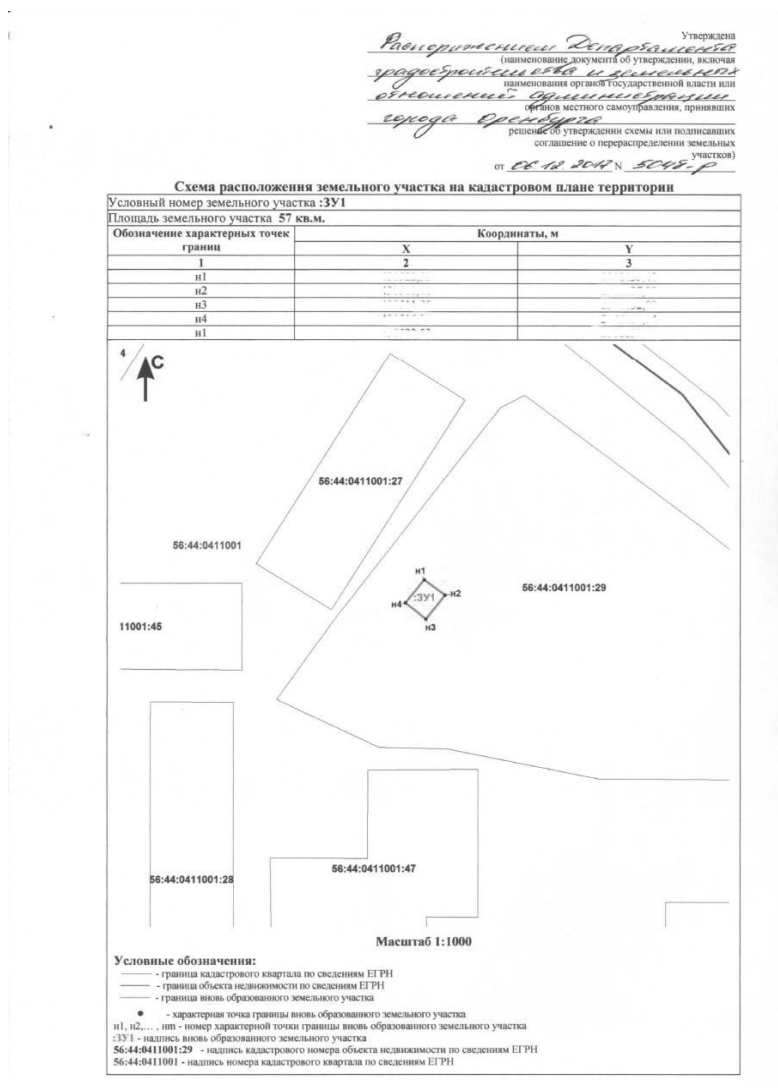 Утверждена
Распоряжением Департамента
(наименование документа об утверждении, включая
градостроительства и земельных
наименования органов государственной власти или
отношений администрации
органов местного самоуправления, принявших
города Оренбурга
решение об утверждении схемы или подписавших
соглашение о перераспределении земельных
участков)
от 06.12.2017 N 5048-р
Схема расположения земельного участка на кадастровом плане территории
Условный номер земельного участка :ЗУ1
Площадь земельного участка 57 кв.м.
Обозначение характерных точек границ Координаты, м
X Y
1 2 3
н1
н2
н3
н4
н1
4
С
56:44:0411001:27
56:44:0411001
н1
56:44:0411001:29
:ЗУ1 н2
н4
н3
11001:45
56:44:0411001:47
56:44:0411001:28
Масштаб 1:1000
Условные обозначения:
- граница кадастрового квартала по сведениям ЕГРН
- граница объекта недвижимости по сведениям ЕГРН
- граница вновь образованного земельного участка
- характерная точка границы вновь образованного земельного участка
н1, н2,... , нm - номер характерной точки границы вновь образованного земельного участка
:ЗУ1 - надпись вновь образованного земельного участка
56:44:0411001:29 - надпись кадастрового номера объекта недвижимости по сведениям ЕГРН
56:44:0411001 - надпись номера кадастрового квартала по сведениям ЕГРН